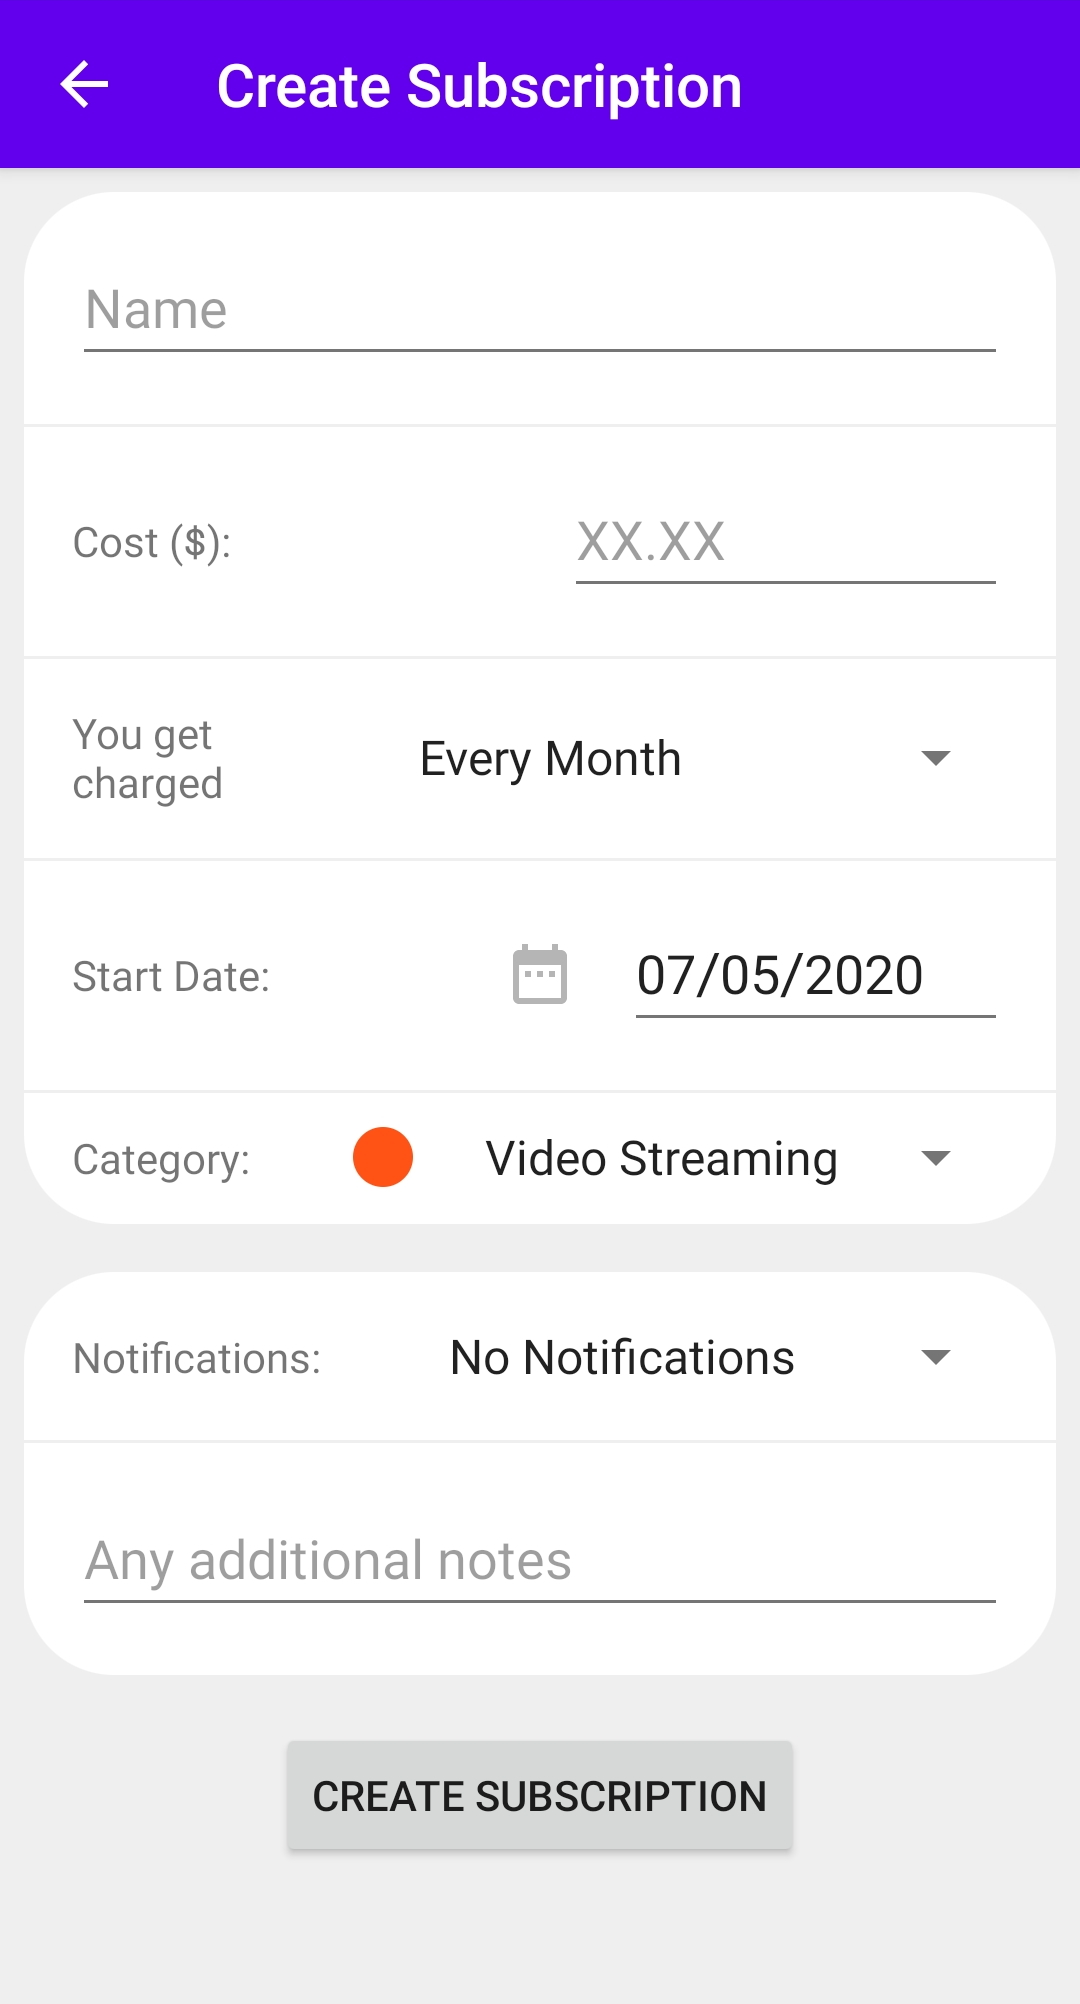 Create Subscription
Name
Cost ($):
XX.XX
You get
charged
Every Month
Start Date:
07/05/2020
Category:
Video Streaming
Notifications:
No Notifications
Any additional notes
CREATE SUBSCRIPTION